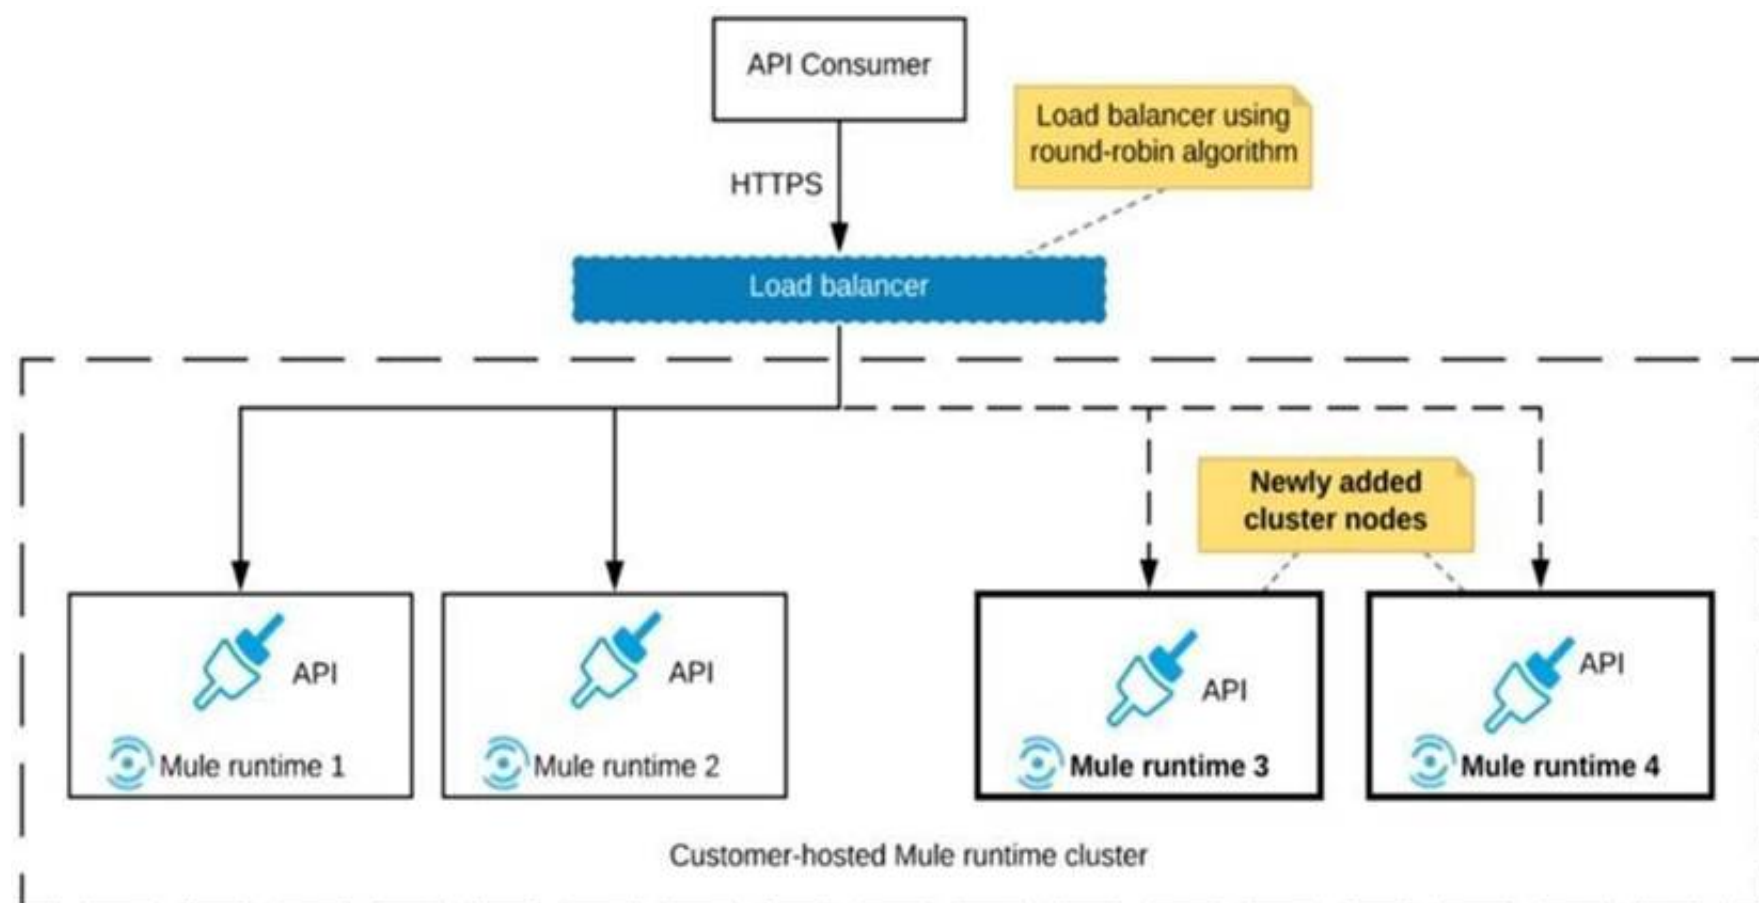 API Consumer
Load balancer using
round-robin algorithm
HTTPS
Load balancer
Newly added
cluster nodes
API
Mule runtime 1
API
Mule runtime 2
API
Mule runtime 3
API
Mule runtime 4
Customer-hosted Mule runtime cluster